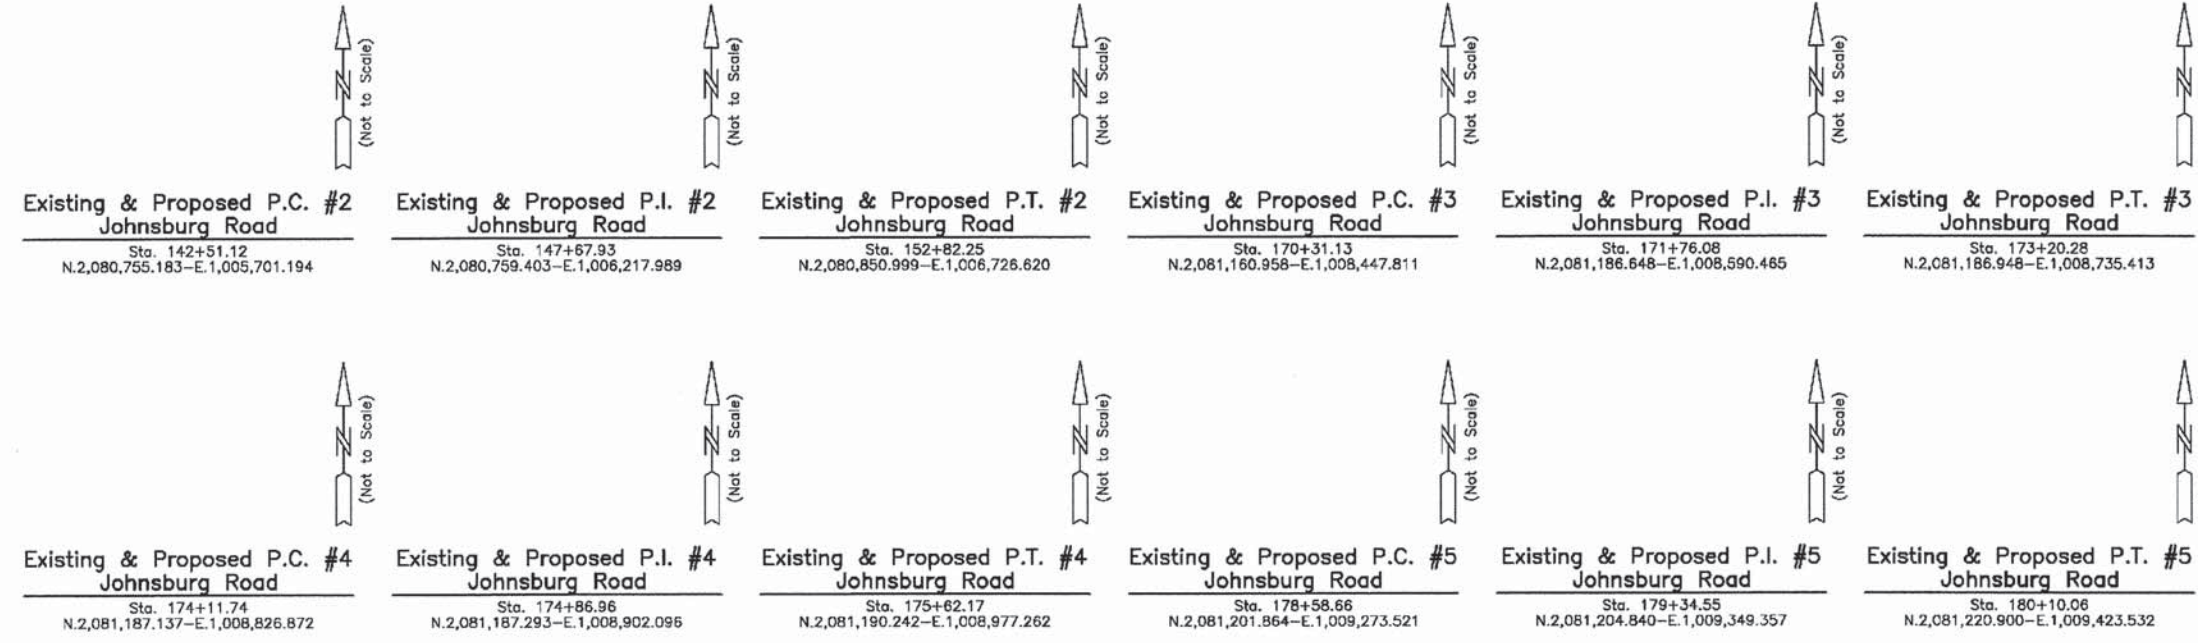 N
(Not to Scale)
Existing & Proposed P.C. #2
Johnsburg Road
Sta. 142+51.12
N.2,080,755.183–E.1,005,701.194
N
(Not to Scale)
Existing & Proposed P.I. #2
Johnsburg Road
Sta. 147+67.93
N.2,080,759.403–E.1,006,217.989
N
(Not to Scale)
Existing & Proposed P.T. #2
Johnsburg Road
Sta. 152+82.25
N.2,080,850.999–E.1,006,726.620
N
(Not to Scale)
Existing & Proposed P.C. #3
Johnsburg Road
Sta. 170+31.13
N.2,081,160.958–E.1,008,447.811
N
(Not to Scale)
Existing & Proposed P.I. #3
Johnsburg Road
Sta. 171+76.08
N.2,081,186.648–E.1,008,590.465
N
Existing & Proposed P.T. #3
Johnsburg Road
Sta. 173+20.28
N.2,081,186.948–E.1,008,735.413
N
(Not to Scale)
Existing & Proposed P.C. #4
Johnsburg Road
Sta. 174+11.74
N.2,081,187.137–E.1,008,826.872
N
(Not to Scale)
Existing & Proposed P.I. #4
Johnsburg Road
Sta. 174+86.96
N.2,081,187.293–E.1,008,902.096
N
(Not to Scale)
Existing & Proposed P.T. #4
Johnsburg Road
Sta. 175+62.17
N.2,081,190.242–E.1,008,977.262
N
(Not to Scale)
Existing & Proposed P.C. #5
Johnsburg Road
Sta. 178+58.66
N.2,081,201.864–E.1,009,273.521
N
(Not to Scale)
Existing & Proposed P.I. #5
Johnsburg Road
Sta. 179+34.55
N.2,081,204.840–E.1,009,349.357
N
Existing & Proposed P.T. #5
Johnsburg Road
Sta. 180+10.06
N.2,081,220.900–E.1,009,423.532